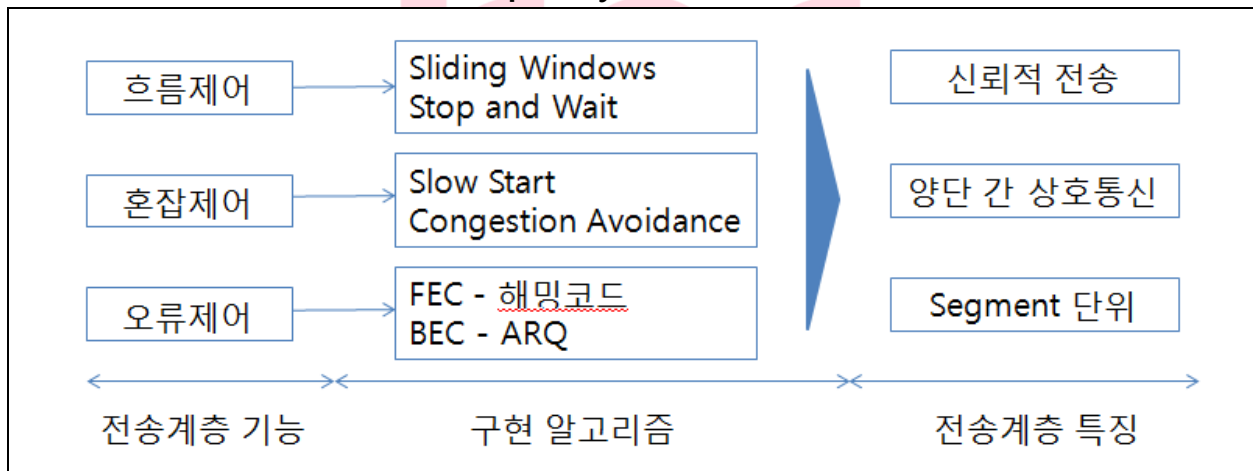 흐름제어
Sliding Windows
Stop and Wait
신뢰적 전송
혼잡제어
Slow Start
Congestion Avoidance
양단 간 상호통신
오류제어
FEC - 해밍코드
BEC - ARQ
Segment 단위
전송계층 기능
구현 알고리즘
전송계층 특징